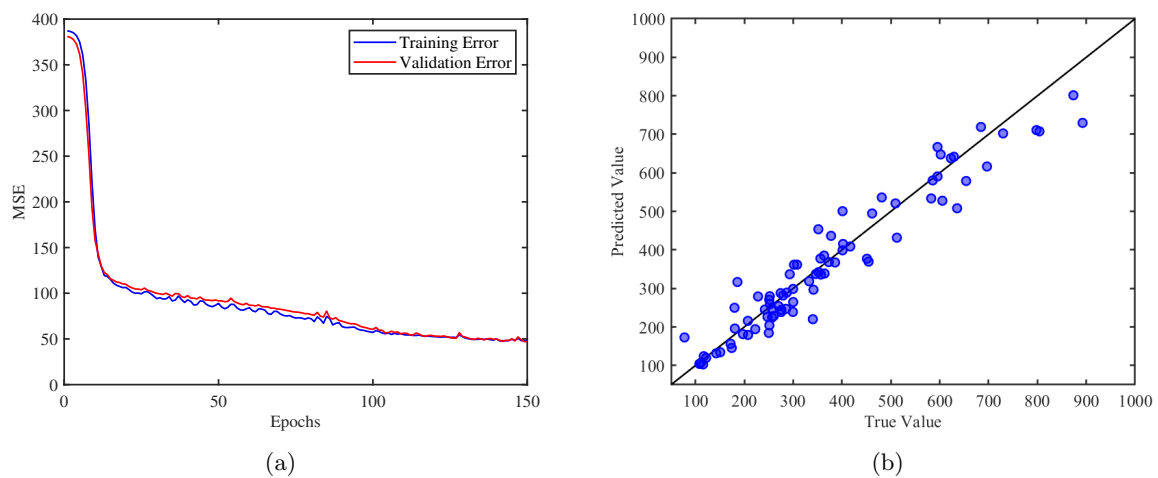 400
350
300
250
200
150
100
50
0
MSE
0 50 100 150
Epochs
Training Error
Validation Error
(a)
1000
900
800
700
600
500
400
300
200
100
Predicted Value
100 200 300 400 500 600 700 800 900 1000
True Value
(b)